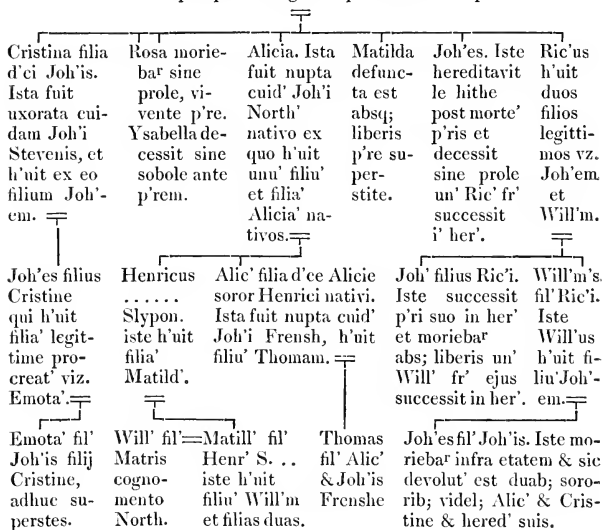 Cristina filia
d'ci Joh'is.
Ista fuit
uxorata cui-
dam Joh'i
Stevenis, et
h'uit ex eo
filium Joh'-
em.
Rosa morie-
baʳ sine
prole, vi-
vente p're.
Ysabella de-
cessit sine
sobole ante
p'rem.
Alicia. Ista
fuit nupta
cuid' Joh'i
North'
nativo ex
quo h'uit
unu' filiu'
et filia'
Alicia' na-
tivos.
Matilda
defunc-
ta est
absq;
liberis
p're su-
per-
stite.
Joh'es. Iste
hereditavit
le hithe
post morte'
p'ris et
decessit
sine prole
un' Ric' fr'
successit
i' her'.
Ric'us
h'uit
duos
filios
legitti-
mos vz.
Joh'em
et
Will'm.
Joh'es filius
Cristine
qui h'uit
filia' legit-
time pro-
creat' viz.
Emota'.
Henricus
. . . . . .
Slypon.
iste h'uit
filia'
Matild'.
Alic' filia d'ce Alicie
soror Henrici nativi.
Ista fuit nupta cuid'
Joh'i Frensh, h'uit
filiu' Thomam.
Joh' filius Ric'i.
Iste successit
p'ri suo in her'
et moriebaʳ
abs; liberis un'
Will' fr' ejus
successit in her'.
Will'm's.
fil' Ric'i.
Iste
Will'us
h'uit fi-
liu' Joh'-
em.
Emota' fil'
Joh'is filij
Cristine,
adhuc su-
perstes.
Will' fil'
Matris
cogno-
mento
North.
Matill' fil'
Henr' S. . .
iste h'uit
filiu' Will'm
et filias duas.
Thomas
fil' Alic'
& Joh'is
Frenshe
Joh'es fil' Joh'is. Iste mo-
riebaʳ infra etatem & sic
devolut' est duab; soro-
rib; videl; Alic' & Cris-
tine & hered' suis.